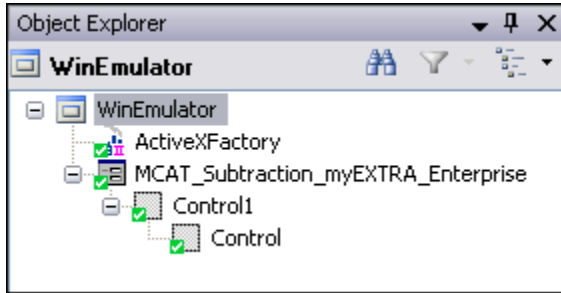 Object Explorer
WinEmulator
WinEmulator
ActiveXFactory
MCAT_Subtraction_myEXTRA_Enterprise
Control1
Control